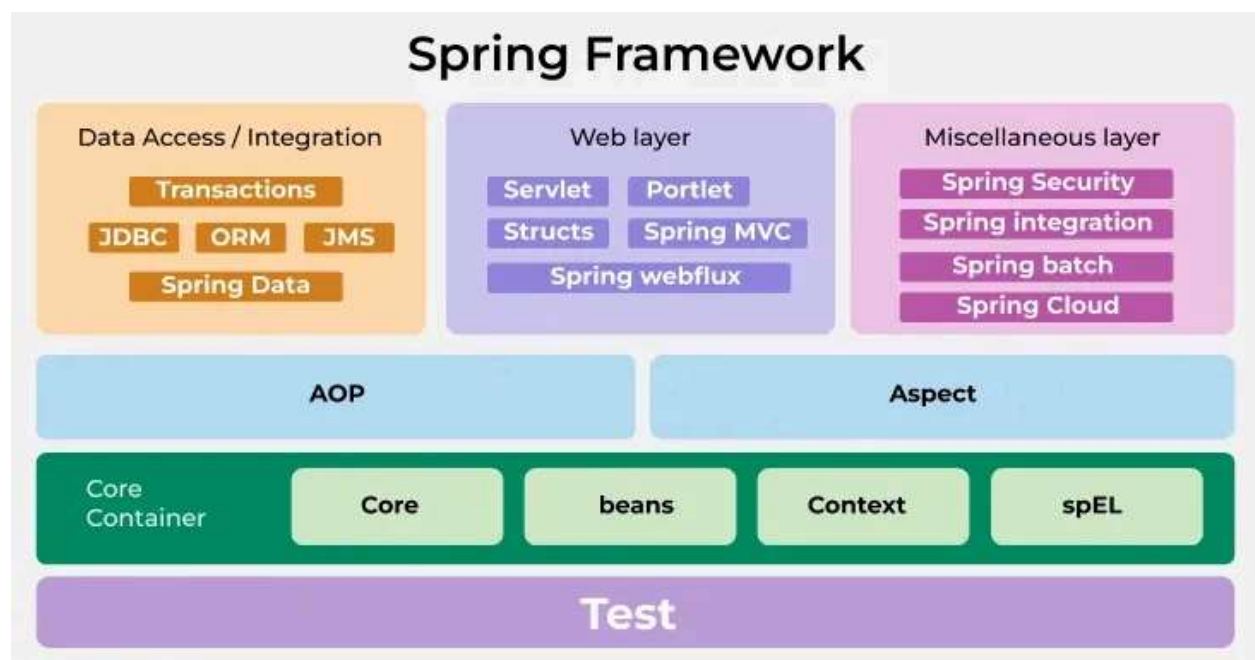 Spring Framework
Data Access / Integration
Transactions
JDBC ORM JMS
Spring Data
Web layer
Servlet Portlet
Structs Spring MVC
Spring webflux
Miscellaneous layer
Spring Security
Spring integration
Spring batch
Spring Cloud
AOP
Aspect
Core
Container
Core
beans
Context
spEL
Test